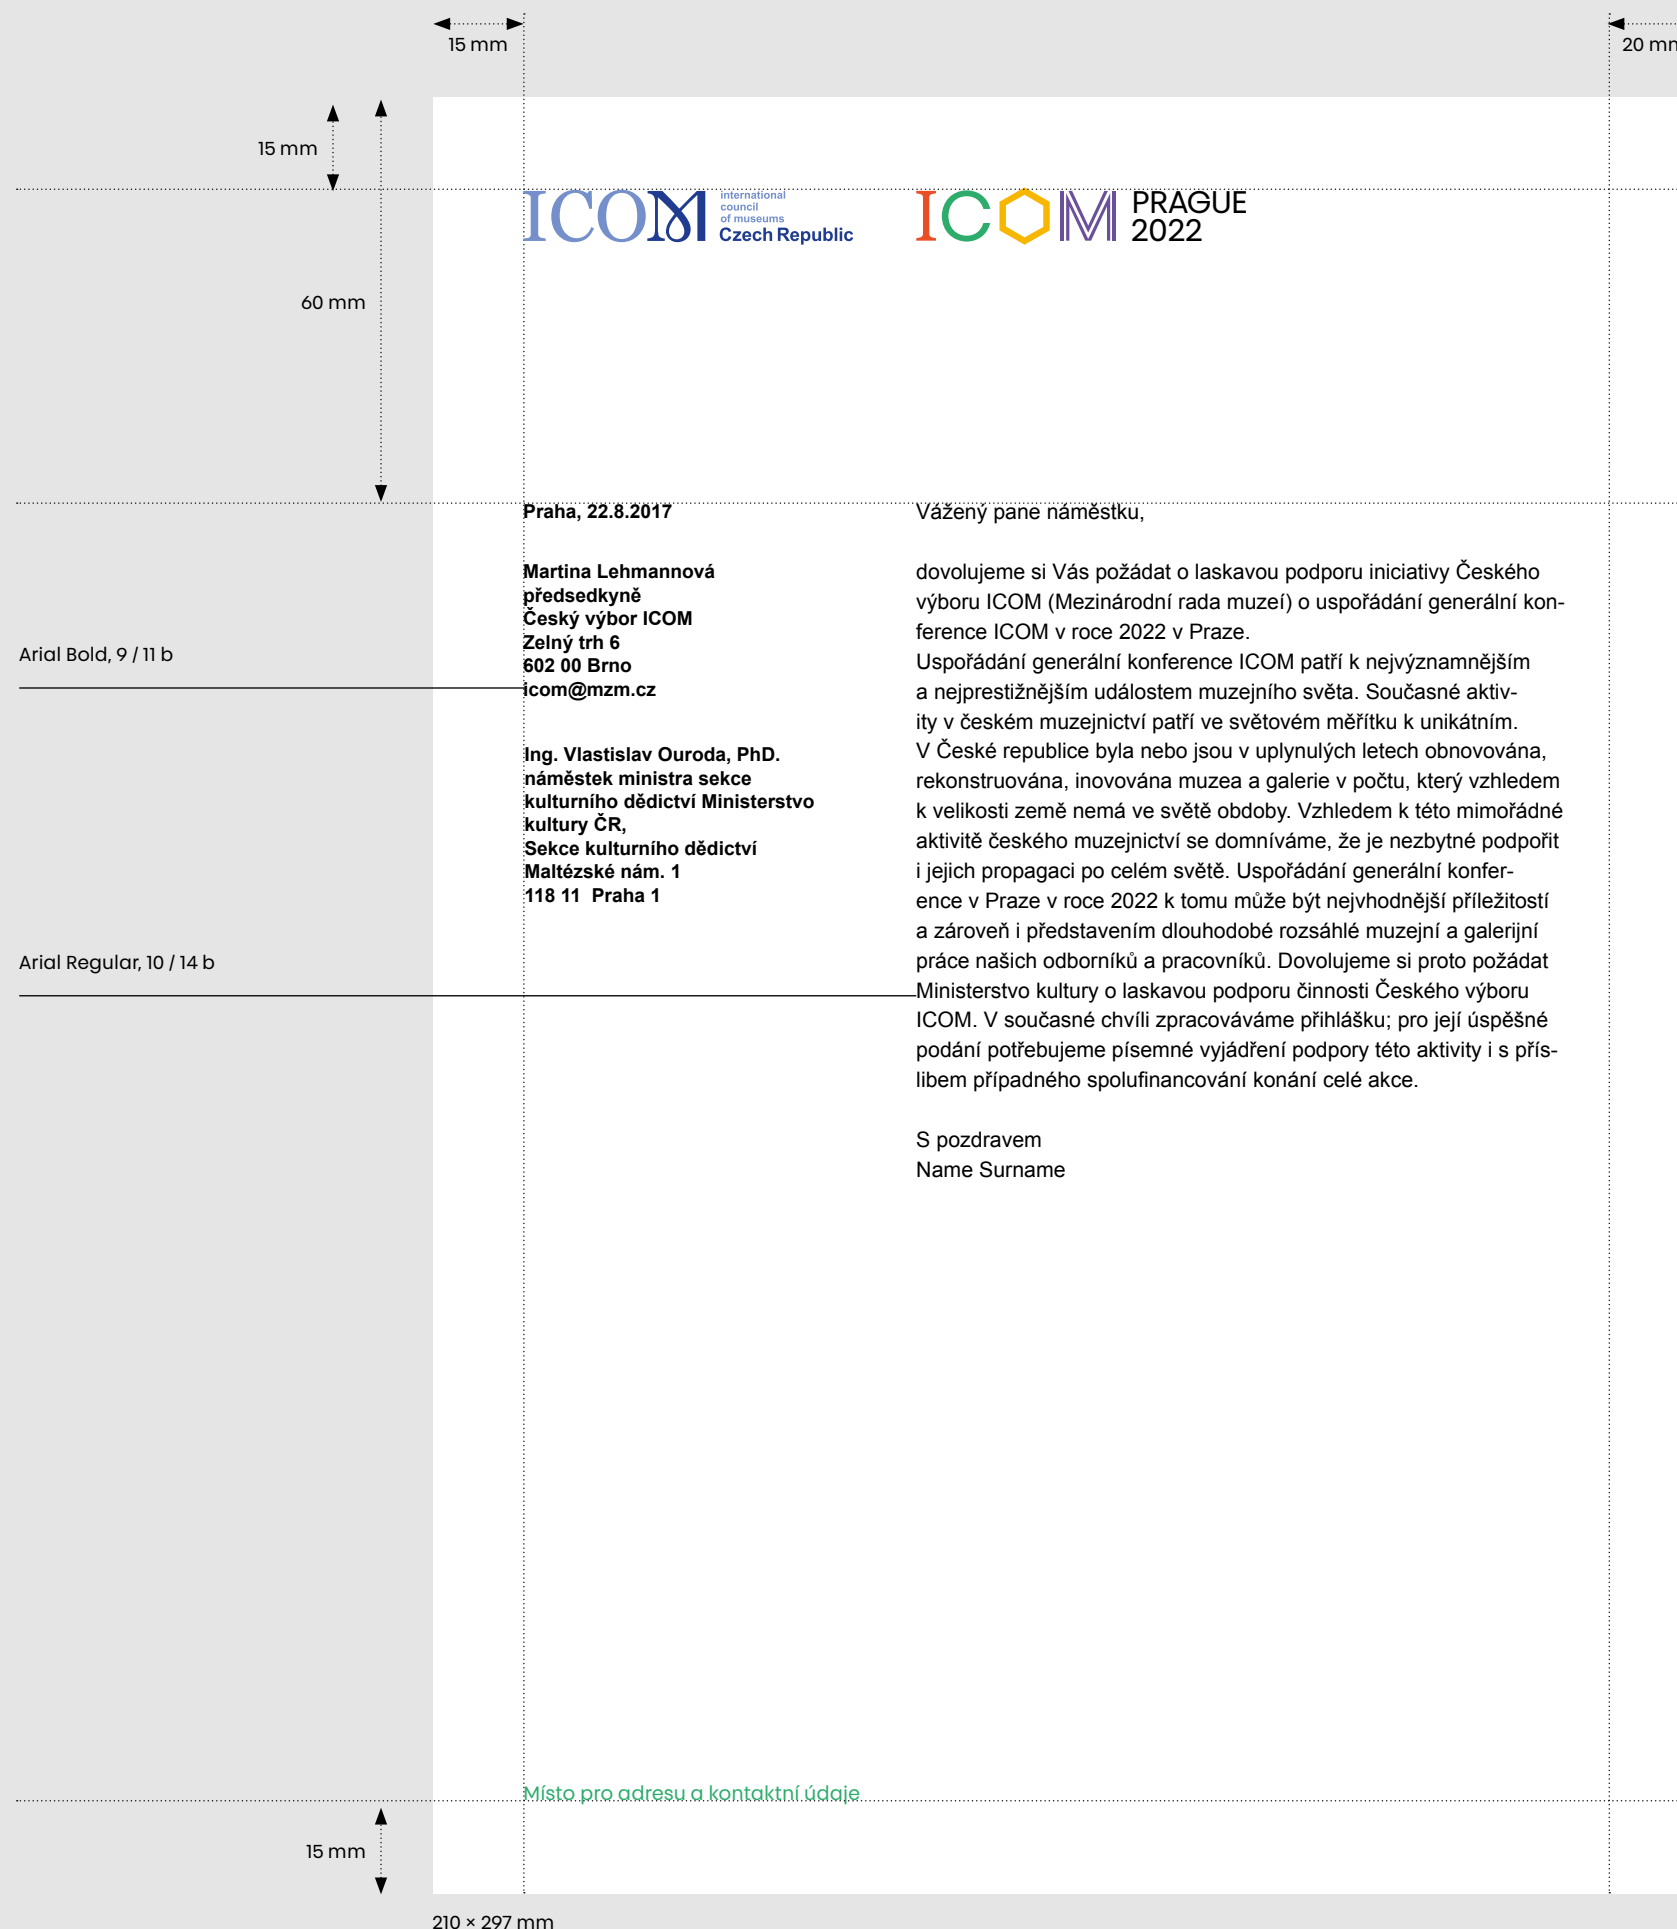 15 mm
20 mm
15 mm
60 mm
ICOM international
council
of museums
Czech Republic
ICOM PRAGUE
2022
Praha, 22.8.2017
Martina Lehmannová
předsedkyně
Český výbor ICOM
Zelný trh 6
602 00 Brno
icom@mzm.cz
Arial Bold, 9 / 11 b
Ing. Vlastislav Ouroda, PhD.
náměstek ministra sekce
kulturního dědictví Ministerstvo
kultury ČR,
Sekce kulturního dědictví
Maltézské nám. 1
118 11  Praha 1
Arial Regular, 10 / 14 b
Vážený pane náměstku,
dovolujeme si Vás požádat o laskavou podporu iniciativy Českého
výboru ICOM (Mezinárodní rada muzeí) o uspořádání generální kon-
ference ICOM v roce 2022 v Praze.
Uspořádání generální konference ICOM patří k nejvýznamnějším
a nejprestižnějším událostem muzejního světa. Současné aktiv-
ity v českém muzejnictví patří ve světovém měřítku k unikátním.
V České republice byla nebo jsou v uplynulých letech obnovována,
rekonstruována, inovována muzea a galerie v počtu, který vzhledem
k velikosti země nemá ve světě obdoby. Vzhledem k této mimořádné
aktivitě českého muzejnictví se domníváme, že je nezbytné podpořit
i jejich propagaci po celém světě. Uspořádání generální konfer-
ence v Praze v roce 2022 k tomu může být nejvhodnější příležitostí
a zároveň i představením dlouhodobé rozsáhlé muzejní a galerijní
práce našich odborníků a pracovníků. Dovolujeme si proto požádat
Ministerstvo kultury o laskavou podporu činnosti Českého výboru
ICOM. V současné chvíli zpracováváme přihlášku; pro její úspěšné
podání potřebujeme písemné vyjádření podpory této aktivity i s přís-
libem případného spolufinancování konání celé akce.
S pozdravem
Name Surname
Místo pro adresu a kontaktní údaje
15 mm
210 × 297 mm